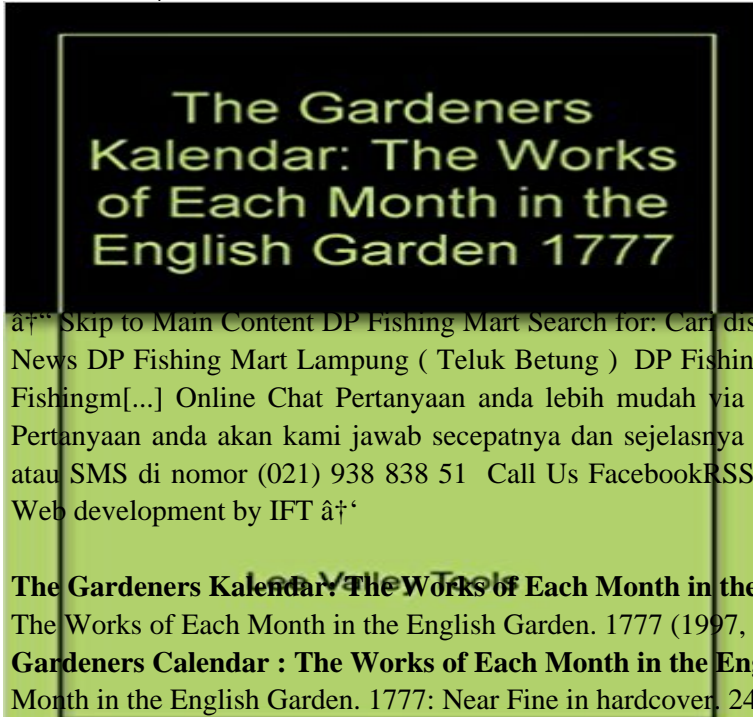 The Gardeners
Kalendar: The Works
of Each Month in the
English Garden 1777
â†“ Skip to Main Content DP Fishing Mart Search for: Cari
News DP Fishing Mart Lampung ( Teluk Betung ) DP
Fishingm[...] Online Chat Pertanyaan anda lebih mudah via
Pertanyaan anda akan kami jawab secepatnya dan sejelasnya
atau SMS di nomor (021) 938 838 51 Call Us FacebookRSS
Web development by IFT â†‘
Lee Valley Tools
The Gardeners Kalendar: The Works of Each Month in the
The Works of Each Month in the English Garden. 1777 (1997,
Gardeners Calendar : The Works of Each Month in the
Month in the English Garden. 1777: Near Fine in hardcover.